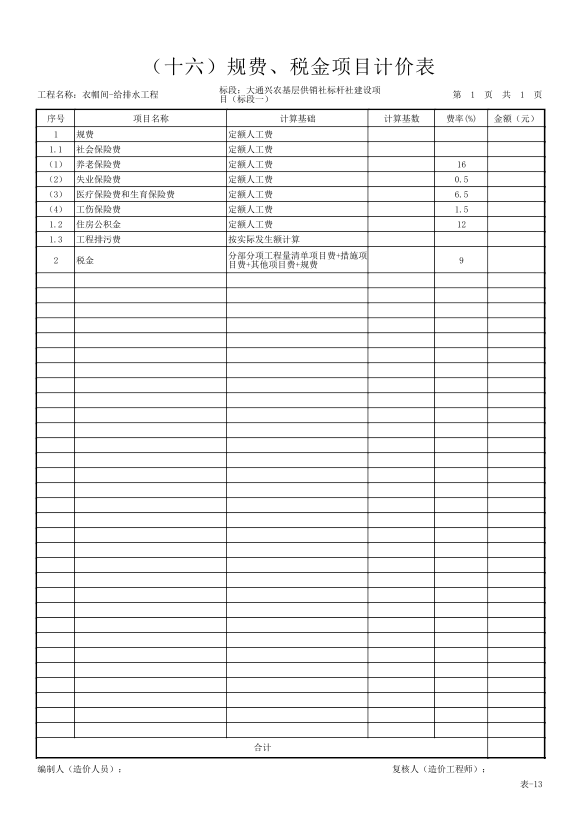 （十六）规费、税金项目计价表
工程名称：衣帽间-给排水工程
标段：大通兴农基层供销社标杆社建设项
目（标段一）
第 1 页 共 1 页
序号 项目名称 计算基础 计算基数 费率(%) 金额（元）
1 规费 定额人工费
1.1 社会保险费 定额人工费
（1） 养老保险费 定额人工费 16
（2） 失业保险费 定额人工费 0.5
（3） 医疗保险费和生育保险费 定额人工费 6.5
（4） 工伤保险费 定额人工费 1.5
1.2 住房公积金 定额人工费 12
1.3 工程排污费 按实际发生额计算
2 税金 分部分项工程量清单项目费+措施项
目费+其他项目费+规费 9
合计
编制人（造价人员）： 复核人（造价工程师）：
表-13